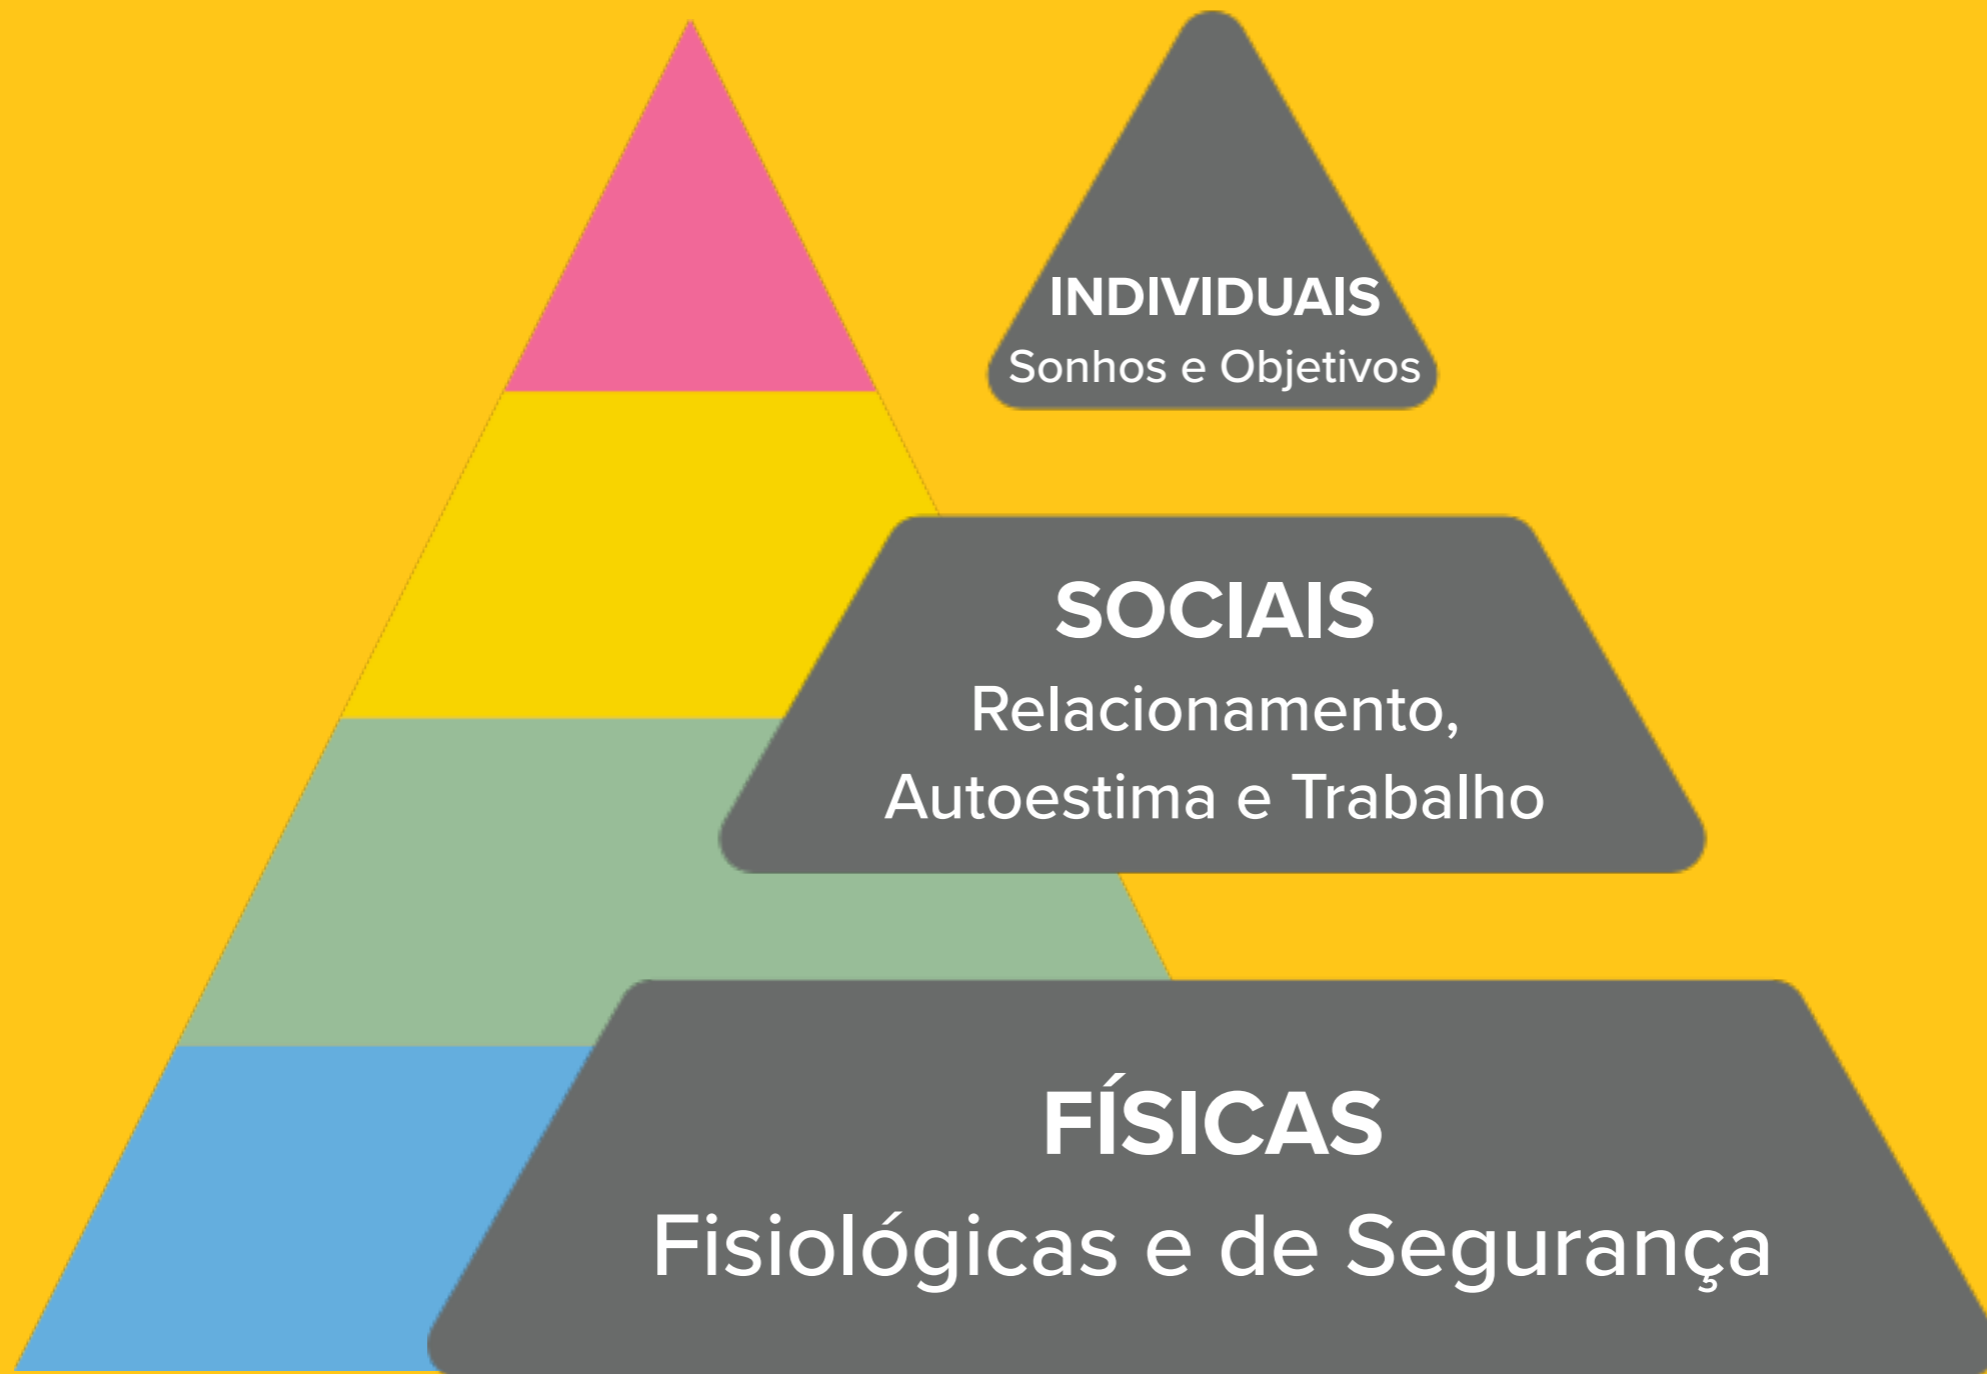 INDIVIDUAIS
Sonhos e Objetivos
SOCIAIS
Relacionamento,
Autoestima e Trabalho
FÍSICAS
Fisiológicas e de Segurança